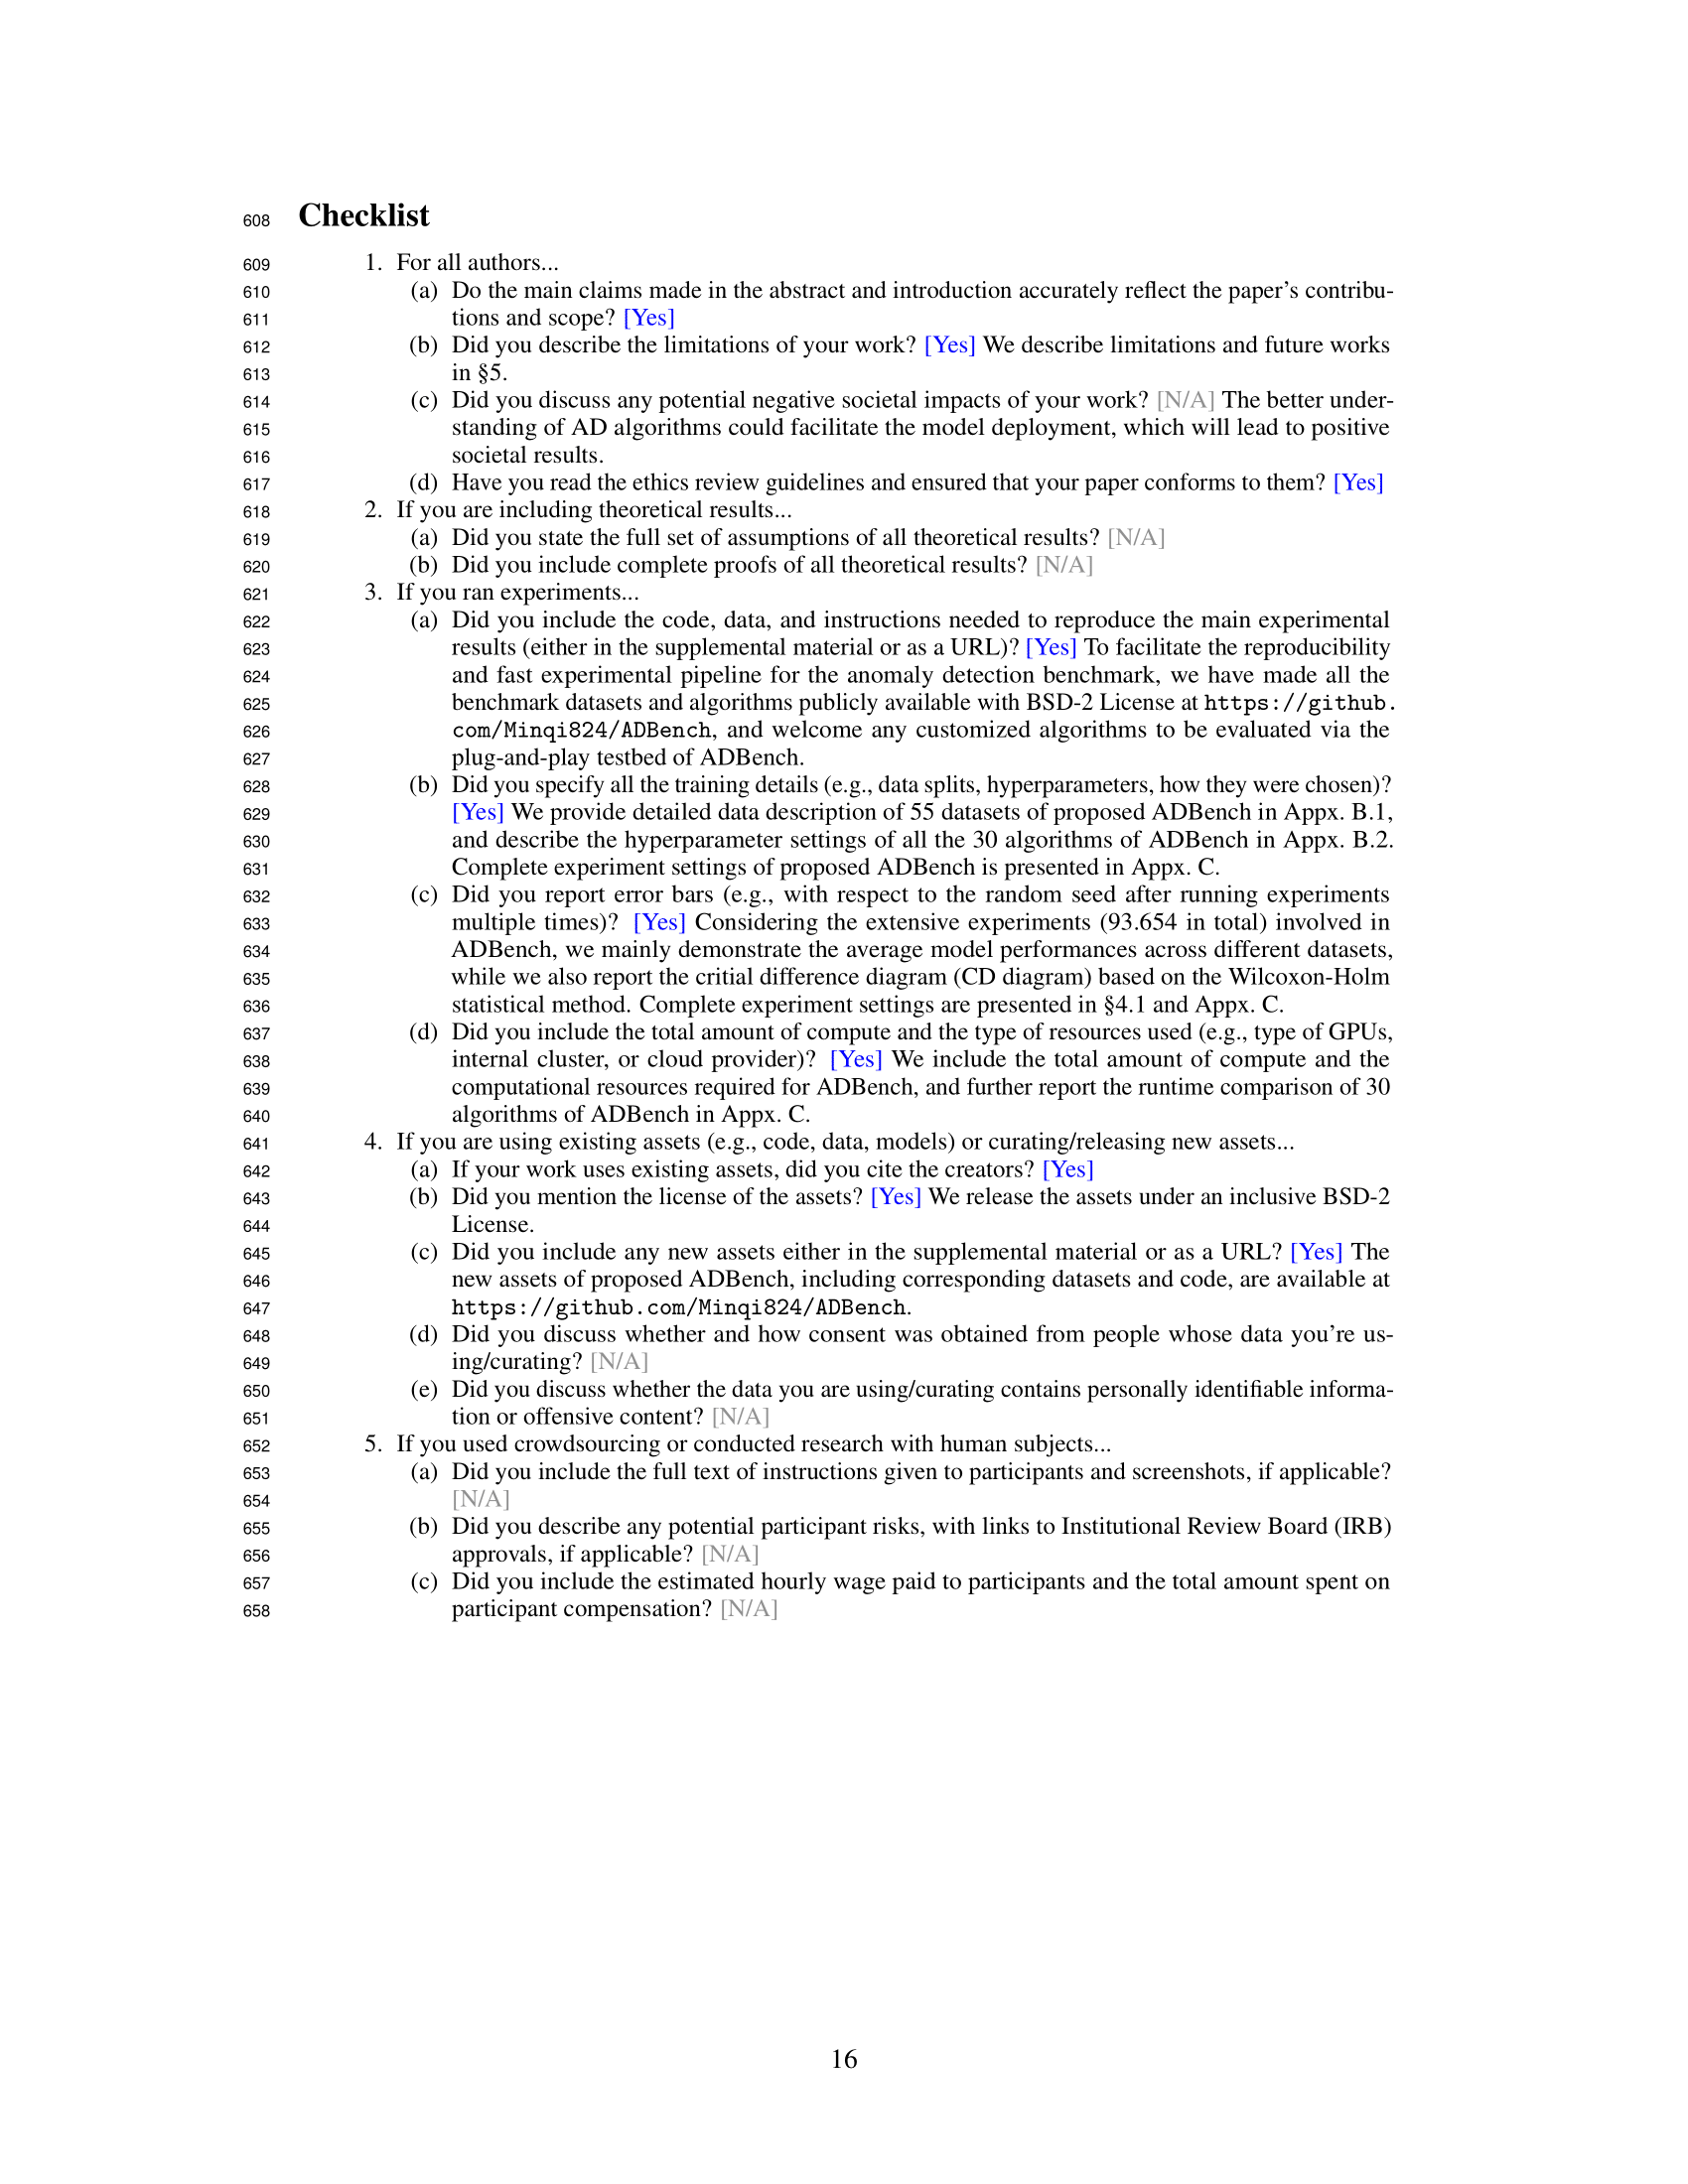 608 Checklist
609 1. For all authors...
610 (a) Do the main claims made in the abstract and introduction accurately reflect the paper's contribu-
611 tions and scope? [Yes]
612 (b) Did you describe the limitations of your work? [Yes] We describe limitations and future works
613 in §5.
614 (c) Did you discuss any potential negative societal impacts of your work? [N/A] The better under-
615 standing of AD algorithms could facilitate the model deployment, which will lead to positive
616 societal results.
617 (d) Have you read the ethics review guidelines and ensured that your paper conforms to them? [Yes]
618 2. If you are including theoretical results...
619 (a) Did you state the full set of assumptions of all theoretical results? [N/A]
620 (b) Did you include complete proofs of all theoretical results? [N/A]
621 3. If you ran experiments...
622 (a) Did you include the code, data, and instructions needed to reproduce the main experimental
623 results (either in the supplemental material or as a URL)? [Yes] To facilitate the reproducibility
624 and fast experimental pipeline for the anomaly detection benchmark, we have made all the
625 benchmark datasets and algorithms publicly available with BSD-2 License at https://github.
626 com/Minqi824/ADBench, and welcome any customized algorithms to be evaluated via the
627 plug-and-play testbed of ADBench.
628 (b) Did you specify all the training details (e.g., data splits, hyperparameters, how they were chosen)?
629 [Yes] We provide detailed data description of 55 datasets of proposed ADBench in Appx. B.1,
630 and describe the hyperparameter settings of all the 30 algorithms of ADBench in Appx. B.2.
631 Complete experiment settings of proposed ADBench is presented in Appx. C.
632 (c) Did you report error bars (e.g., with respect to the random seed after running experiments
633 multiple times)? [Yes] Considering the extensive experiments (93.654 in total) involved in
634 ADBench, we mainly demonstrate the average model performances across different datasets,
635 while we also report the critial difference diagram (CD diagram) based on the Wilcoxon-Holm
636 statistical method. Complete experiment settings are presented in §4.1 and Appx. C.
637 (d) Did you include the total amount of compute and the type of resources used (e.g., type of GPUs,
638 internal cluster, or cloud provider)? [Yes] We include the total amount of compute and the
639 computational resources required for ADBench, and further report the runtime comparison of 30
640 algorithms of ADBench in Appx. C.
641 4. If you are using existing assets (e.g., code, data, models) or curating/releasing new assets...
642 (a) If your work uses existing assets, did you cite the creators? [Yes]
643 (b) Did you mention the license of the assets? [Yes] We release the assets under an inclusive BSD-2
644 License.
645 (c) Did you include any new assets either in the supplemental material or as a URL? [Yes] The
646 new assets of proposed ADBench, including corresponding datasets and code, are available at
647 https://github.com/Minqi824/ADBench.
648 (d) Did you discuss whether and how consent was obtained from people whose data you're us-
649 ing/curating? [N/A]
650 (e) Did you discuss whether the data you are using/curating contains personally identifiable informa-
651 tion or offensive content? [N/A]
652 5. If you used crowdsourcing or conducted research with human subjects...
653 (a) Did you include the full text of instructions given to participants and screenshots, if applicable?
654 [N/A]
655 (b) Did you describe any potential participant risks, with links to Institutional Review Board (IRB)
656 approvals, if applicable? [N/A]
657 (c) Did you include the estimated hourly wage paid to participants and the total amount spent on
658 participant compensation? [N/A]
16